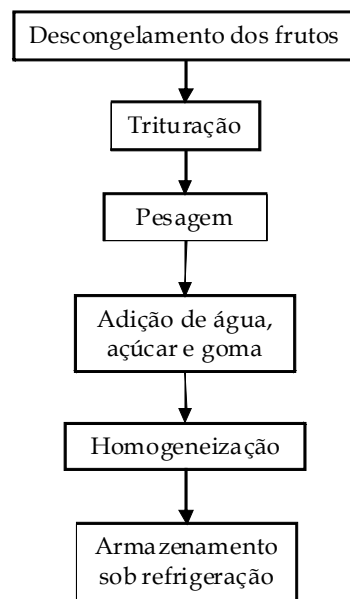 Descongelamento dos frutos
Trituração
Pesagem
Adição de água,
açúcar e goma
Homogeneização
Armazenamento
sob refrigeração